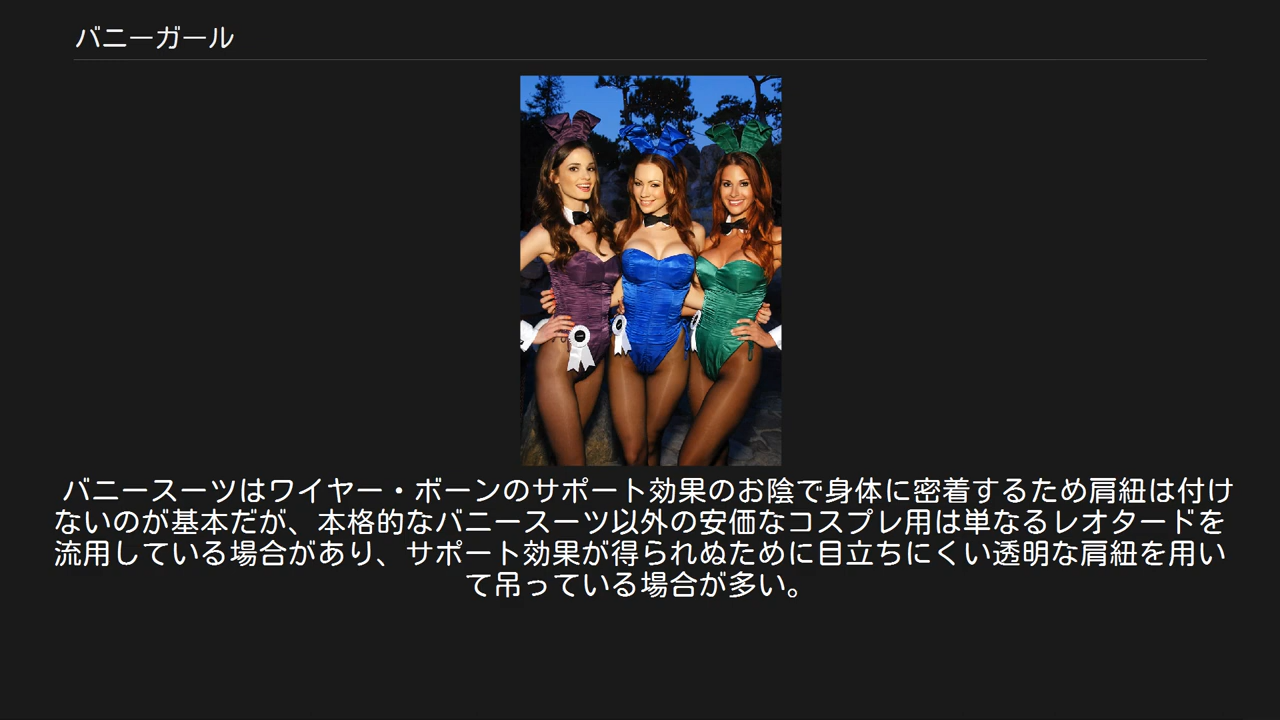 バニーガール
バニースーツはワイヤー・ボーンのサポート効果のお陰で身体に密着するため肩紐は付け
ないのが基本だが、本格的なバニースーツ以外の安価なコスプレ用は単なるレオタードを
流用している場合があり、サポート効果が得られぬために目立ちにくい透明な肩紐を用い
て吊っている場合が多い。